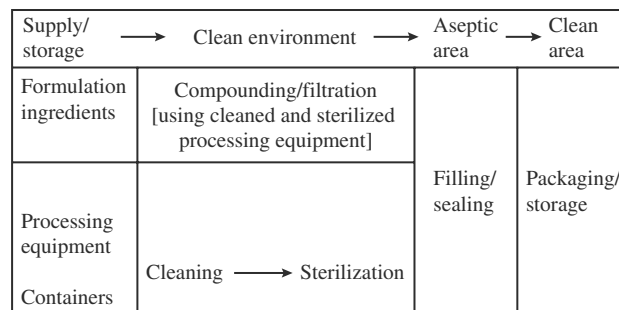 Supply/
storage
Clean environment
Aseptic
area
Clean
area
Formulation
ingredients
Compounding/filtration
[using cleaned and sterilized
processing equipment]
Filling/
sealing
Packaging/
storage
Processing
equipment
Cleaning
Sterilization
Containers